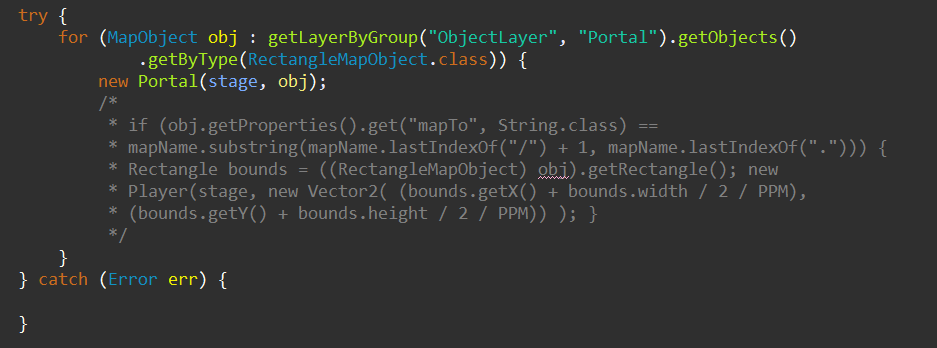 try {
for (MapObject obj : getLayerByGroup("ObjectLayer", "Portal").getObjects()
.getByType(RectangleMapObject.class)) {
new Portal(stage, obj);
/*
* if (obj.getProperties().get("mapTo", String.class) ==
* mapName.substring(mapName.lastIndexOf("/") + 1, mapName.lastIndexOf("."))) {
* Rectangle bounds = ((RectangleMapObject) obj).getRectangle(); new
* Player(stage, new Vector2( (bounds.getX() + bounds.width / 2 / PPM),
* (bounds.getY() + bounds.height / 2 / PPM)) ); }
*/
}
} catch (Error err) {
}